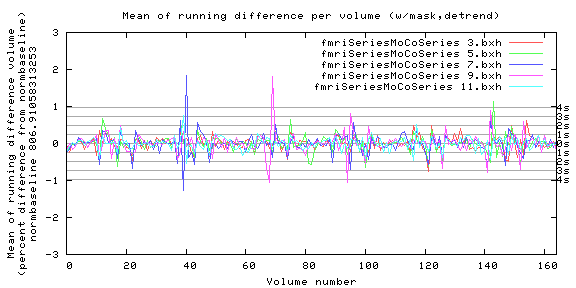 Mean of running difference per volume (w/mask,detrend)
Mean of running difference volume
(percent difference from normbaseline)
normbaseline 806.91058313253
3
2
1
0
-1
-2
-3
fmriSeriesMoCoSeries 3.bxh
fmriSeriesMoCoSeries 5.bxh
fmriSeriesMoCoSeries 7.bxh
fmriSeriesMoCoSeries 9.bxh
fmriSeriesMoCoSeries 11.bxh
4s
3s
2s
1s
0s
1s
2s
3s
4s
0 20 40 60 80 100 120 140 160
Volume number